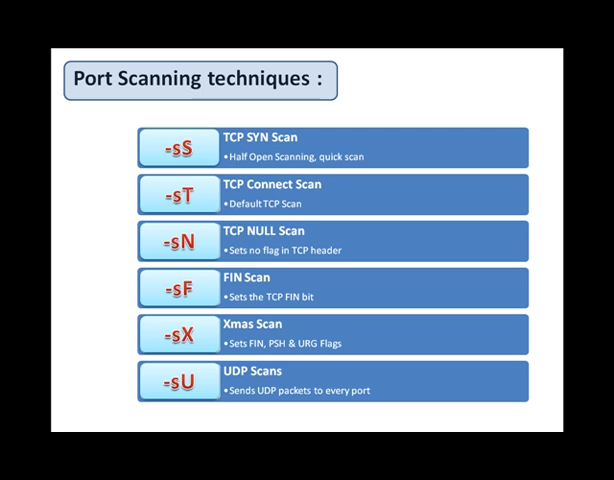 Port Scanning techniques :
-sS
TCP SYN Scan
•Half Open Scanning, quick scan
-sT
TCP Connect Scan
•Default TCP Scan
-sN
TCP NULL Scan
•Sets no flag in TCP header
-sF
FIN Scan
•Sets the TCP FIN bit
-sX
Xmas Scan
•Sets FIN, PSH & URG Flags
-sU
UDP Scans
•Sends UDP packets to every port